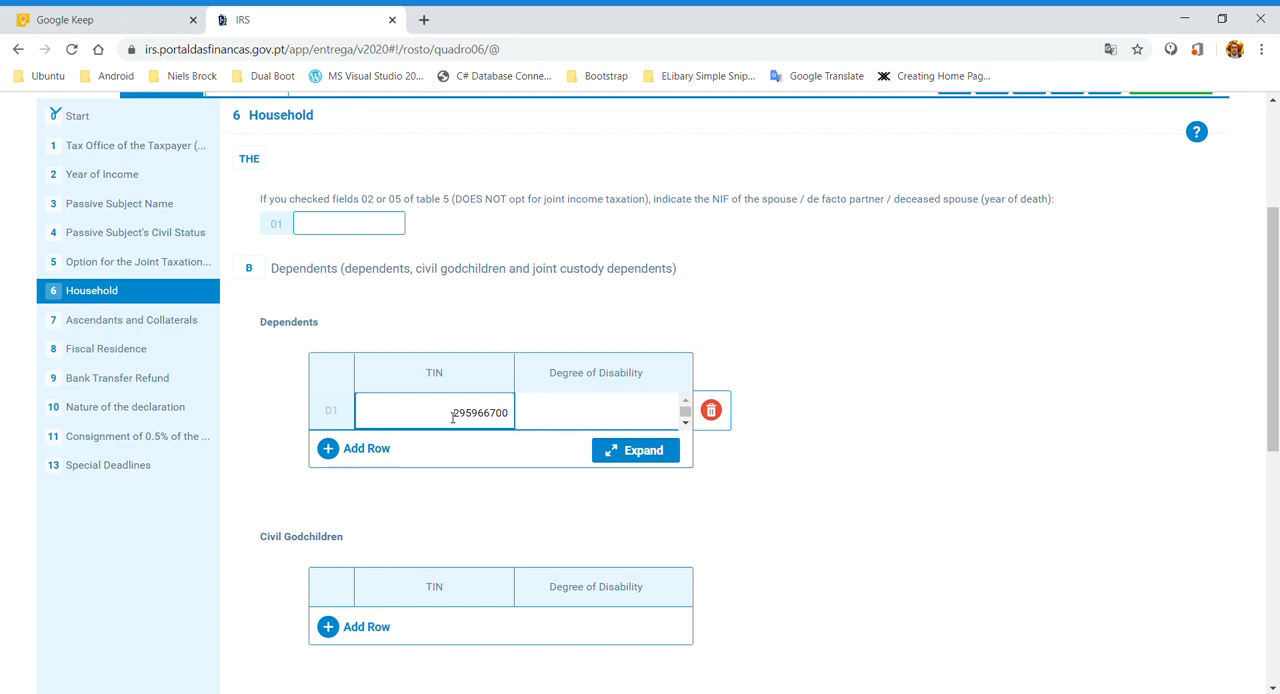 Google Keep
IRS
irs.portaldasfinancas.gov.pt/app/entrega/v2020#!/rosto/quadro06/@
Ubuntu
Android
Niels Brock
Dual Boot
MS Visual Studio 20...
C# Database Conne...
Bootstrap
ELibary Simple Snip...
Google Translate
Creating Home Pag...
Start
1 Tax Office of the Taxpayer (...
2 Year of Income
3 Passive Subject Name
4 Passive Subject's Civil Status
5 Option for the Joint Taxation...
6 Household
7 Ascendants and Collaterals
8 Fiscal Residence
9 Bank Transfer Refund
10 Nature of the declaration
11 Consignment of 0.5% of the ...
13 Special Deadlines
6 Household
?
THE
If you checked fields 02 or 05 of table 5 (DOES NOT opt for joint income taxation), indicate the NIF of the spouse / de facto partner / deceased spouse (year of death):
01
B Dependents (dependents, civil godchildren and joint custody dependents)
Dependents
TIN Degree of Disability
D1 295966700
Add Row
Expand
Civil Godchildren
TIN Degree of Disability
Add Row